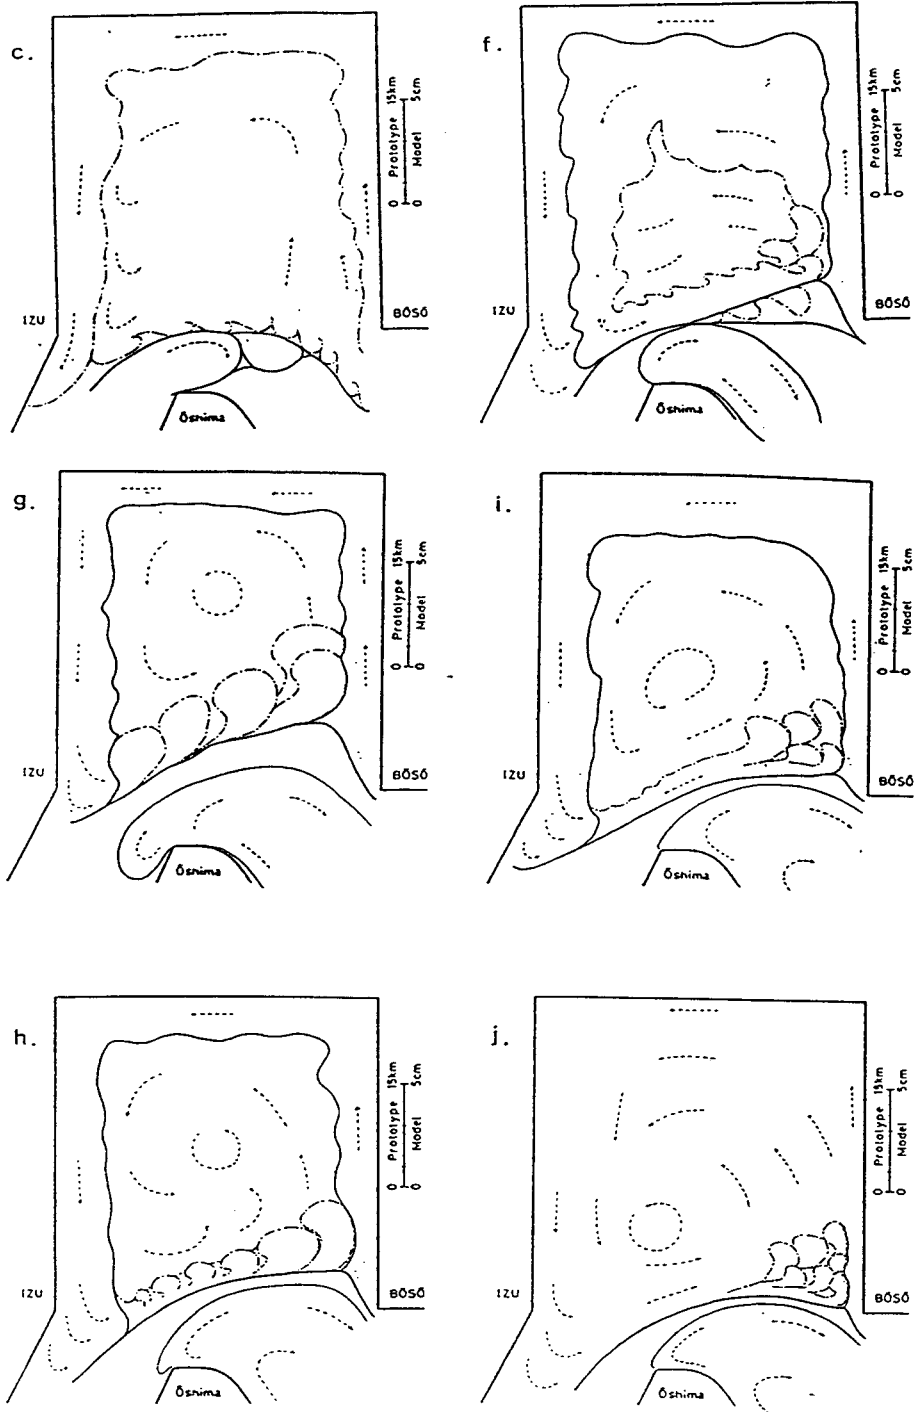 c.
0 Prototype 15km
0 Model 5cm
IZU
BŌSŌ
Ōshima
f.
0 Prototype 15km
0 Model 5cm
IZU
BŌSŌ
Ōshima
g.
0 Prototype 15km
0 Model 5cm
IZU
BŌSŌ
Ōshima
i.
0 Prototype 15km
0 Model 5cm
IZU
BŌSŌ
Ōshima
h.
0 Prototype 15km
0 Model 5cm
IZU
BŌSŌ
Ōshima
j.
0 Prototype 15km
0 Model 5cm
IZU
BŌSŌ
Ōshima